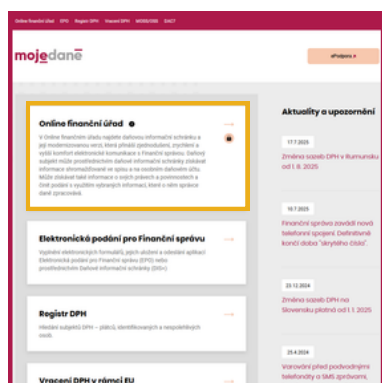 Online finanční úřad EPO Registr DPH Vracení DPH MOSS/OSS DAC7
mojedaně
ePodpora
Online finanční úřad
V Online finančním úřadu najdete daňovou informační schránku a
její modernizovanou verzi, která přináší zjednodušení, zrychlení a
vyšší komfort elektronické komunikace s Finanční správou. Daňový
subjekt může prostřednictvím daňové informační schránky získávat
informace shromažďované ve spisu a na osobním daňovém účtu.
Může získávat také informace o svých právech a povinnostech a
činit podání s využitím vybraných informací, které o něm správce
daně zpracovává.
Elektronická podání pro Finanční správu
Vyplnění elektronických formulářů, jejich uložení a odeslání aplikací
Elektronická podání pro Finanční správu (EPO) nebo
prostřednictvím Daňové informační schránky (DIS+).
Registr DPH
Hledání subjektů DPH – plátců, identifikovaných a nespolehlivých
osob.
Vracení DPH v rámci EU
Aktuality a upozornění
17.7.2025
Změna sazeb DPH v Rumunsku
od 1. 8. 2025
10.7.2025
Finanční správa zavádí nová
telefonní spojení. Definitivně
končí doba "skrytého čísla".
23.12.2024
Změna sazeb DPH na
Slovensku platná od 1.1. 2025
25.4.2024
Varování před podvodnými
telefonáty a SMS zprávami,